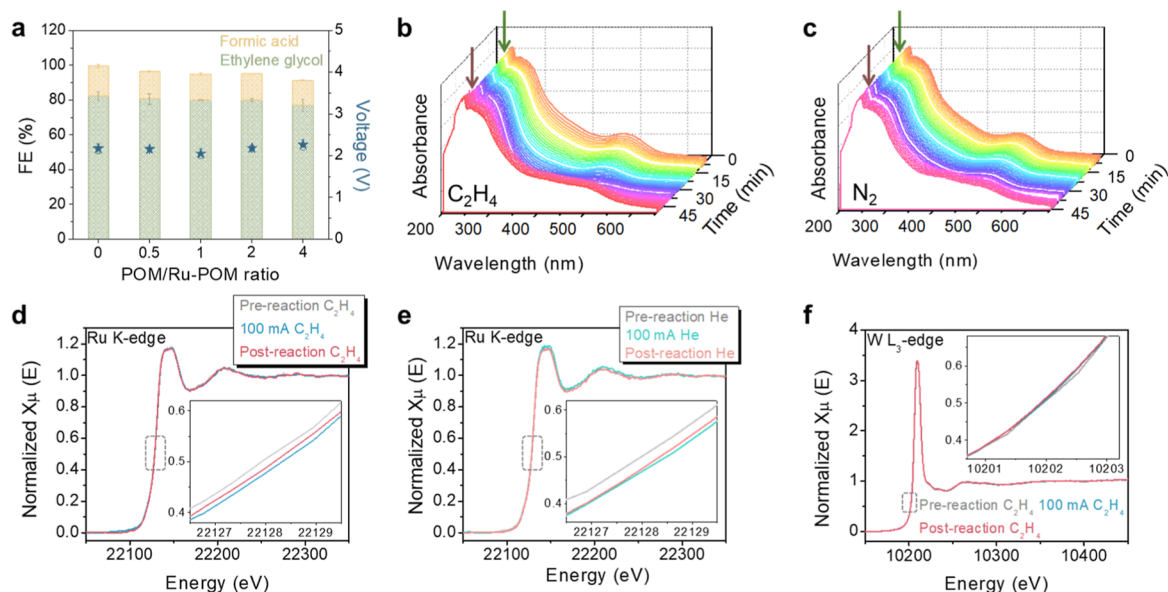 a
120
100
80
60
40
20
0
FE (%)
Formic acid
Ethylene glycol
5
4
3
2
1
0
Voltage (V)
0 0.5 1 2 4
POM/Ru-POM ratio
b
Absorbance
C₂H₄
0
15
30
45
Time (min)
200 300 400 500 600
Wavelength (nm)
c
Absorbance
N₂
0
15
30
45
Time (min)
200 300 400 500 600
Wavelength (nm)
d
Ru K-edge
Pre-reaction C₂H₄
100 mA C₂H₄
Post-reaction C₂H₄
Normalized Xμ (E)
1.2
1.0
0.8
0.6
0.4
0.2
0.0
0.6
0.5
0.4
22127 22128 22129
22100 22200 22300
Energy (eV)
e
Ru K-edge
Pre-reaction He
100 mA He
Post-reaction He
Normalized Xμ (E)
1.2
1.0
0.8
0.6
0.4
0.2
0.0
0.6
0.5
0.4
22127 22128 22129
22100 22200 22300
Energy (eV)
f
W L₃-edge
Normalized Xμ (E)
4
3
2
1
0
0.6
0.5
0.4
10201 10202 10203
Pre-reaction C₂H₄ 100 mA C₂H₄
Post-reaction C₂H₄
10200 10300 10400
Energy (eV)